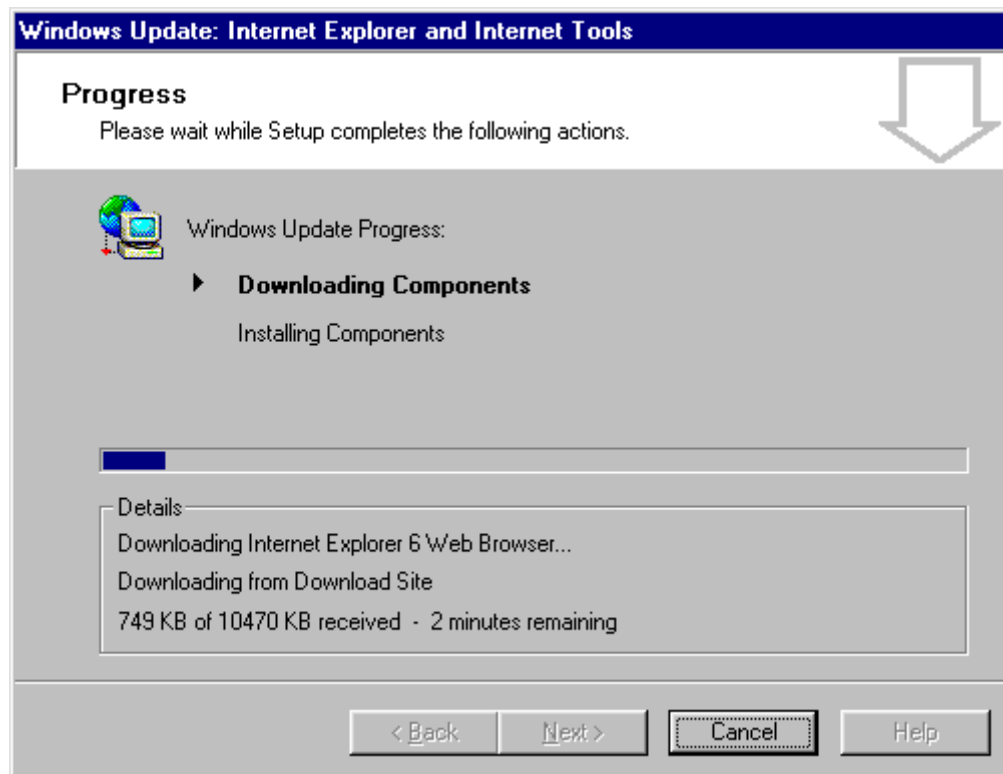 Windows Update: Internet Explorer and Internet Tools
Progress
Please wait while Setup completes the following actions.
Windows Update Progress:
Downloading Components
Installing Components
Details
Downloading Internet Explorer 6 Web Browser...
Downloading from Download Site
749 KB of 10470 KB received - 2 minutes remaining
< Back Next > Cancel Help